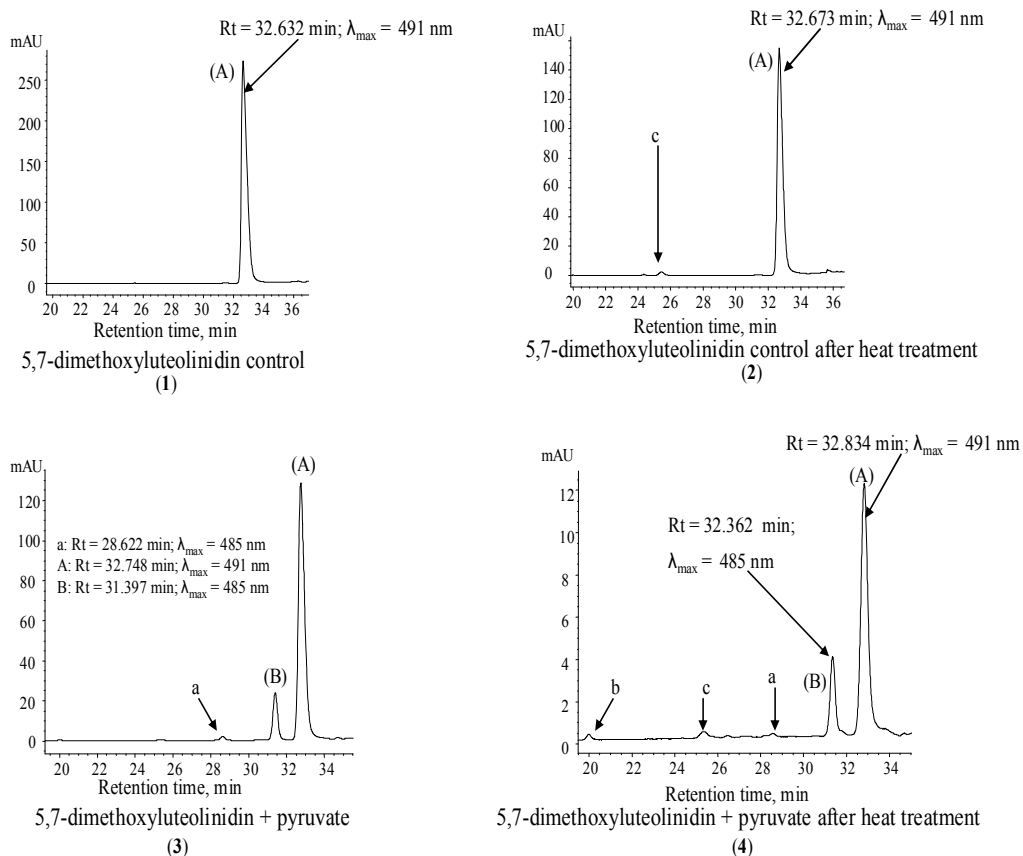 Rt = 32.632 min; λmax = 491 nm
mAU
(A)
250
200
150
100
50
0
20 22 24 26 28 30 32 34 36
Retention time, min
5,7-dimethoxyluteolinidin control
(1)
Rt = 32.673 min; λmax = 491 nm
mAU
(A)
140
120
100
80
60
40
20
0
c
20 22 24 26 28 30 32 34 36
Retention time, min
5,7-dimethoxyluteolinidin control after heat treatment
(2)
mAU
(A)
120
100
80
60
40
20
0
a: Rt = 28.622 min; λmax = 485 nm
A: Rt = 32.748 min; λmax = 491 nm
B: Rt = 31.397 min; λmax = 485 nm
(B)
a
20 22 24 26 28 30 32 34
Retention time, min
5,7-dimethoxyluteolinidin + pyruvate
(3)
Rt = 32.834 min; λmax = 491 nm
mAU
(A)
12
10
8
6
4
2
0
Rt = 32.362 min;
λmax = 485 nm
(B)
b
c
a
20 22 24 26 28 30 32 34
Retention time, min
5,7-dimethoxyluteolinidin + pyruvate after heat treatment
(4)